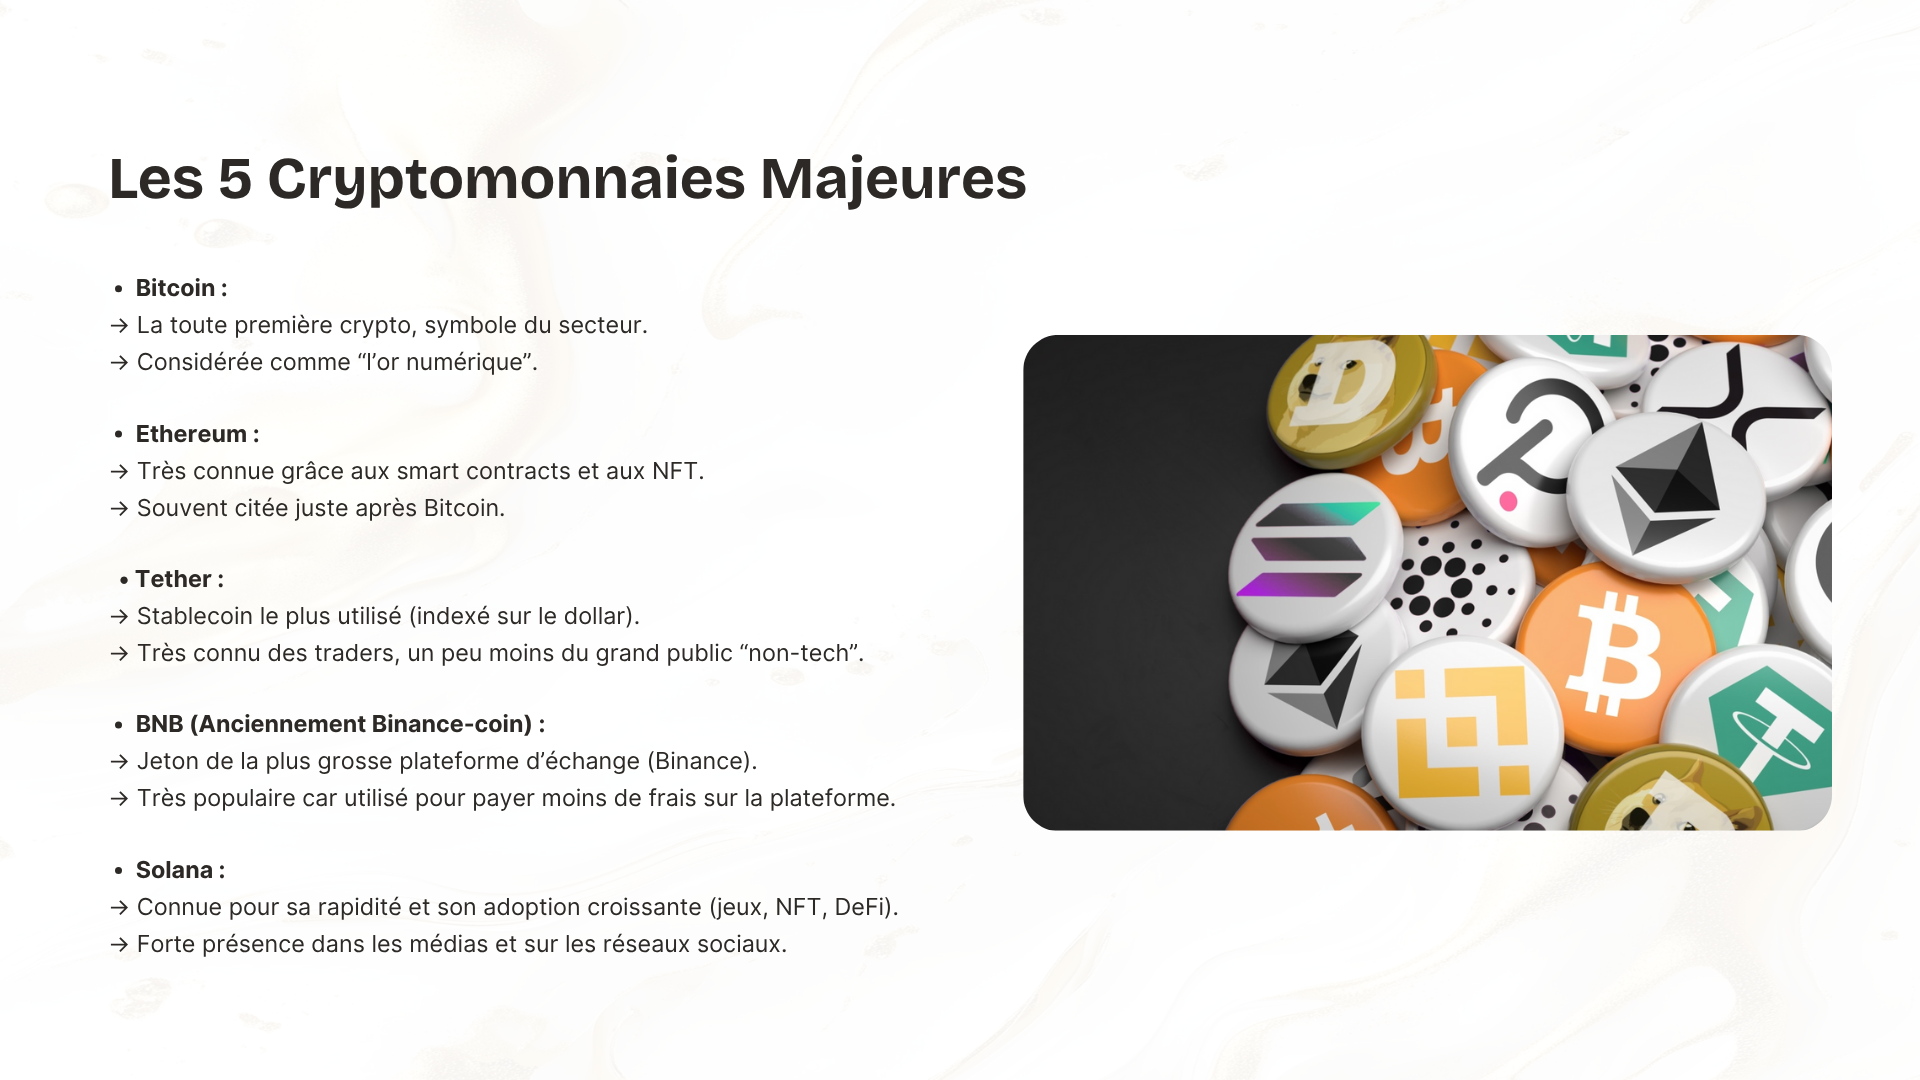 Les 5 Cryptomonnaies Majeures
• Bitcoin :
→ La toute première crypto, symbole du secteur.
→ Considérée comme “l’or numérique”.
• Ethereum :
→ Très connue grâce aux smart contracts et aux NFT.
→ Souvent citée juste après Bitcoin.
• Tether :
→ Stablecoin le plus utilisé (indexé sur le dollar).
→ Très connu des traders, un peu moins du grand public “non-tech”.
• BNB (Anciennement Binance-coin) :
→ Jeton de la plus grosse plateforme d’échange (Binance).
→ Très populaire car utilisé pour payer moins de frais sur la plateforme.
• Solana :
→ Connue pour sa rapidité et son adoption croissante (jeux, NFT, DeFi).
→ Forte présence dans les médias et sur les réseaux sociaux.